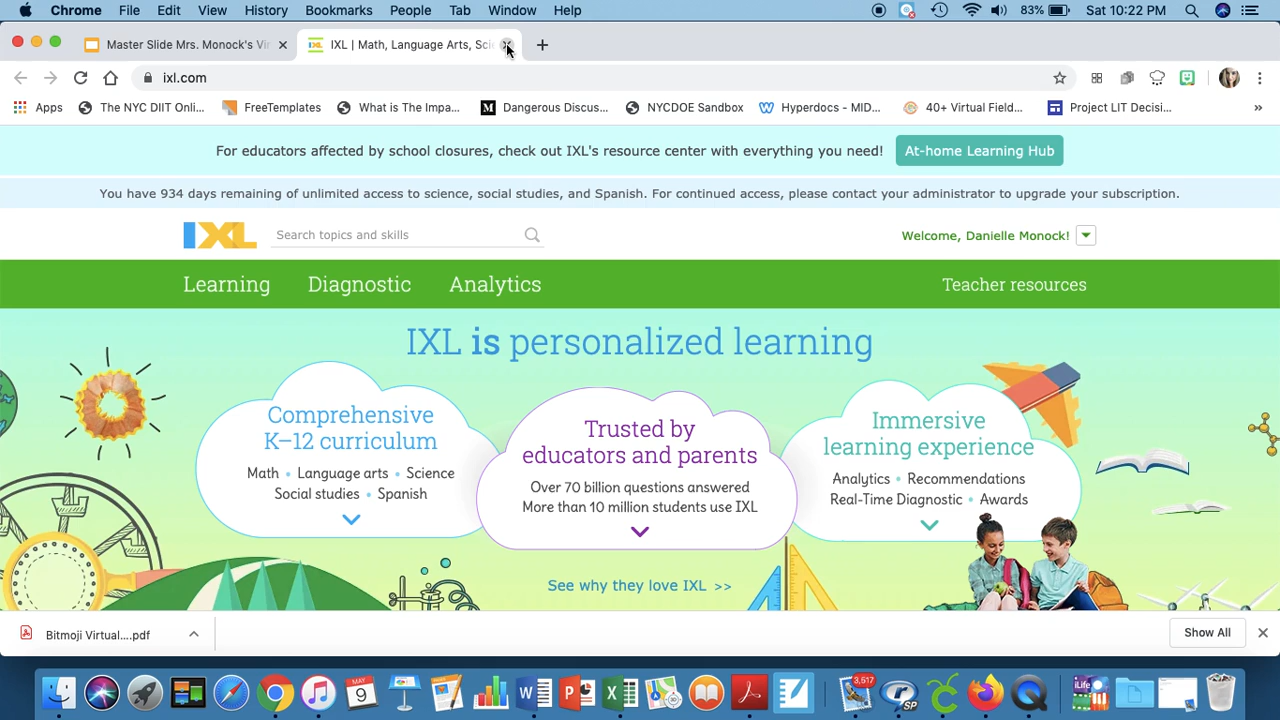 Chrome File Edit View History Bookmarks People Tab Window Help 83% Sat 10:22 PM
Master Slide Mrs. Monock's Vir IXL | Math, Language Arts, Scie
ixl.com
Apps The NYC DIIT Onli... FreeTemplates What is The Impa... Dangerous Discus... NYCDOE Sandbox Hyperdocs - MID... 40+ Virtual Field... Project LIT Decisi... »
For educators affected by school closures, check out IXL's resource center with everything you need! At-home Learning Hub
You have 934 days remaining of unlimited access to science, social studies, and Spanish. For continued access, please contact your administrator to upgrade your subscription.
IXL Search topics and skills Welcome, Danielle Monock!
Learning Diagnostic Analytics Teacher resources
IXL is personalized learning
Comprehensive
K–12 curriculum
Math • Language arts • Science
Social studies • Spanish
Trusted by
educators and parents
Over 70 billion questions answered
More than 10 million students use IXL
Immersive
learning experience
Analytics • Recommendations
Real-Time Diagnostic • Awards
See why they love IXL >>
Bitmoji Virtual....pdf Show All
MAY
9
3,517
SP
iLife